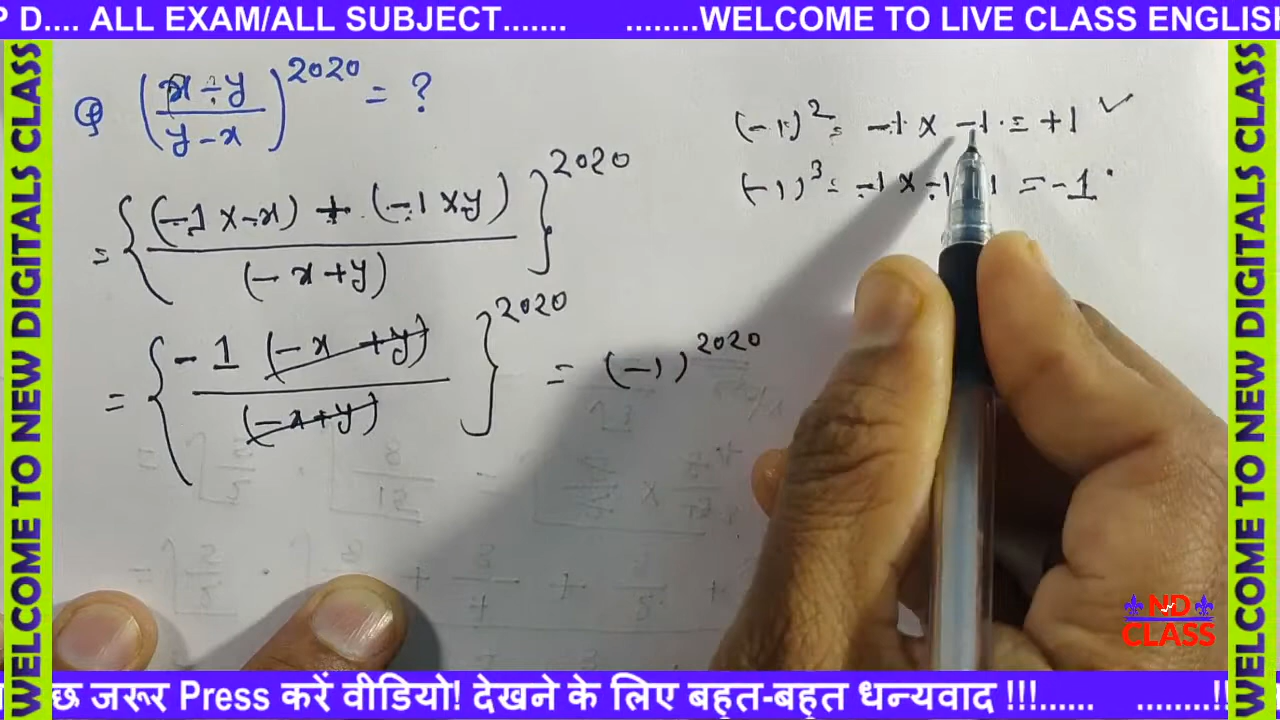 P D.... ALL EXAM/ALL SUBJECT....... ........WELCOME TO LIVE CLASS ENGLISH
WELCOME TO NEW DIGITALS CLASS
Q (x ÷ y / y - x)^2020 = ?
= { (-1 x -x) + (-1 x y) / (-x + y) }^2020
= { -1 (-x + y) / (-x + y) }^2020 = (-1)^2020
(-1)^2 = -1 x -1 = +1 ✓
(-1)^3 = -1 x -1 1 = -1
ND
CLASS
WELCOME TO NEW DIGITALS CLASS
छ जरूर Press करें वीडियो! देखने के लिए बहुत-बहुत धन्यवाद !!!...... ........!!